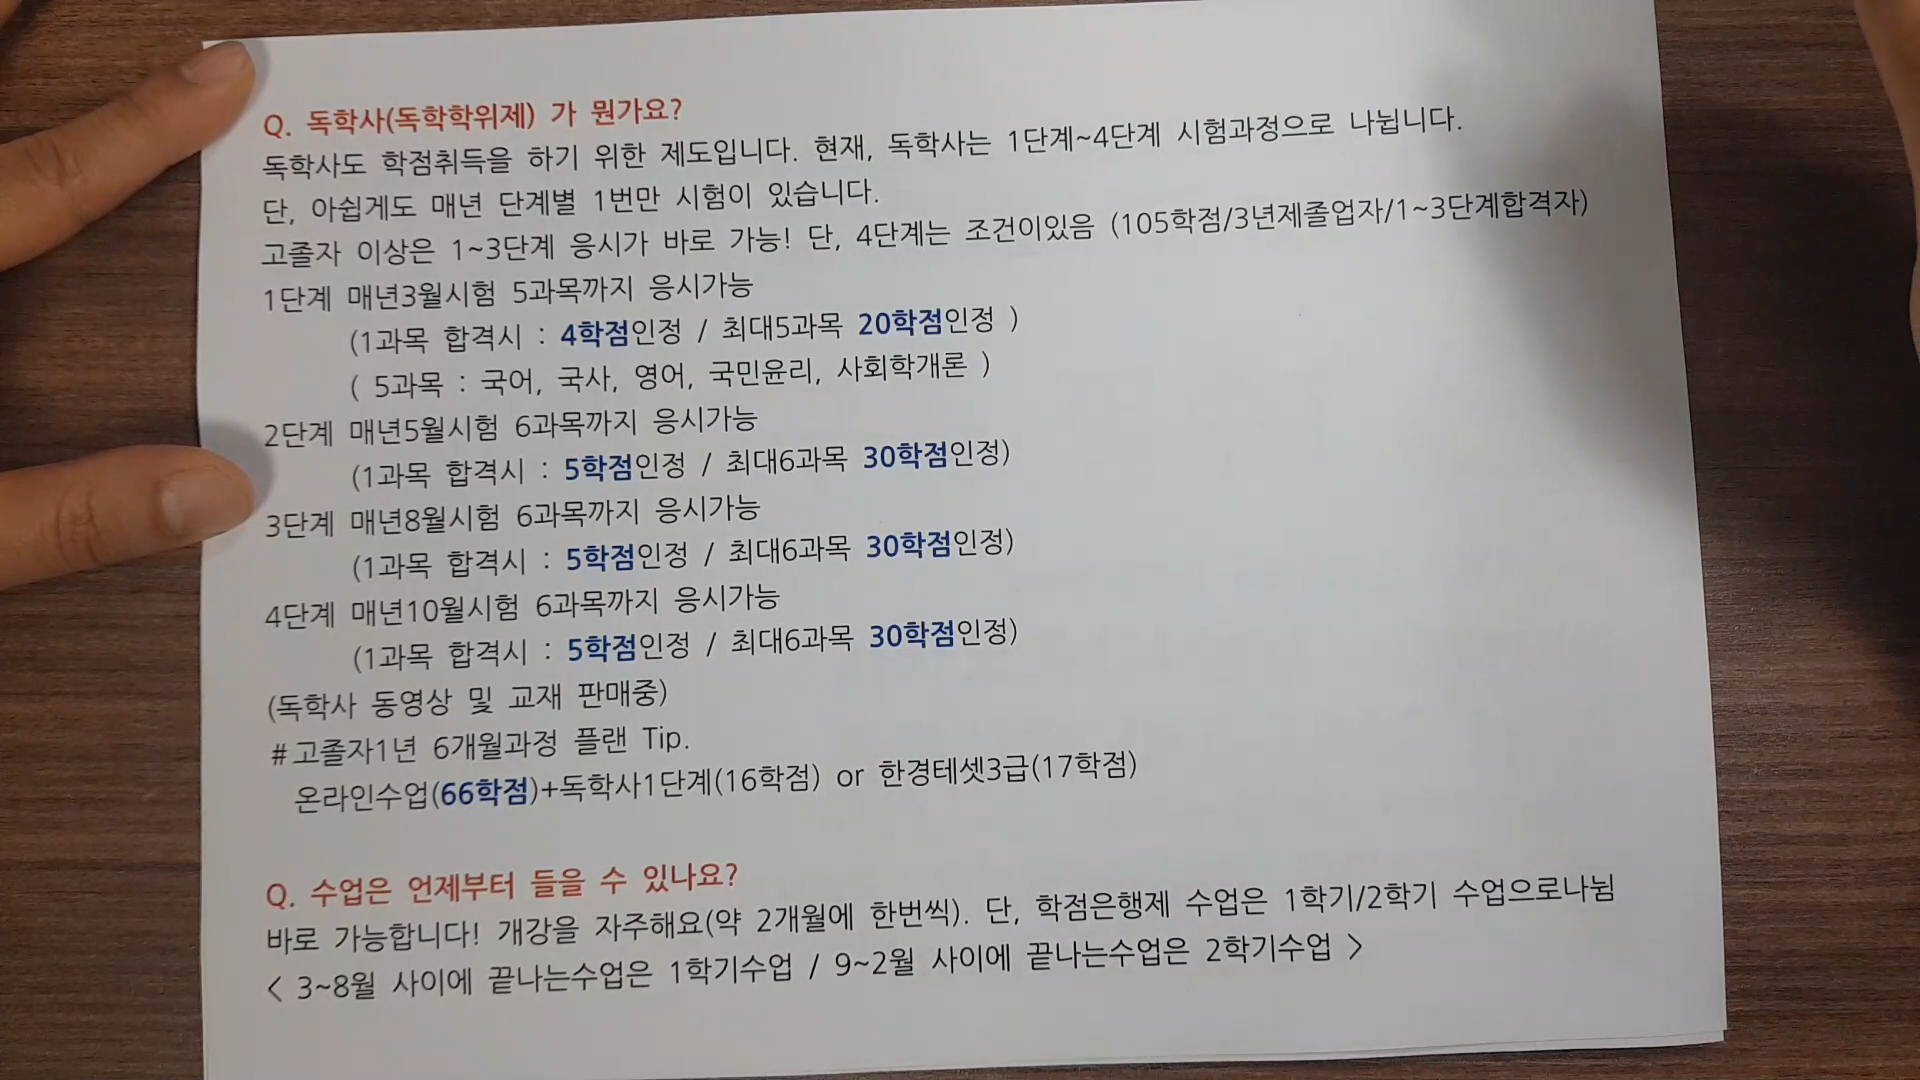 Q. 독학사(독학학위제) 가 뭔가요?
독학사도 학점취득을 하기 위한 제도입니다. 현재, 독학사는 1단계~4단계 시험과정으로 나뉩니다.
단, 아쉽게도 매년 단계별 1번만 시험이 있습니다.
고졸자 이상은 1~3단계 응시가 바로 가능! 단, 4단계는 조건이있음 (105학점/3년제졸업자/1~3단계합격자)
1단계 매년3월시험 5과목까지 응시가능
(1과목 합격시 : 4학점인정 / 최대5과목 20학점인정 )
( 5과목 : 국어, 국사, 영어, 국민윤리, 사회학개론 )
2단계 매년5월시험 6과목까지 응시가능
(1과목 합격시 : 5학점인정 / 최대6과목 30학점인정)
3단계 매년8월시험 6과목까지 응시가능
(1과목 합격시 : 5학점인정 / 최대6과목 30학점인정)
4단계 매년10월시험 6과목까지 응시가능
(1과목 합격시 : 5학점인정 / 최대6과목 30학점인정)
(독학사 동영상 및 교재 판매중)
#고졸자1년 6개월과정 플랜 Tip.
온라인수업(66학점)+독학사1단계(16학점) or 한경테셋3급(17학점)
Q. 수업은 언제부터 들을 수 있나요?
바로 가능합니다! 개강을 자주해요(약 2개월에 한번씩). 단, 학점은행제 수업은 1학기/2학기 수업으로나뉨
< 3~8월 사이에 끝나는수업은 1학기수업 / 9~2월 사이에 끝나는수업은 2학기수업 >